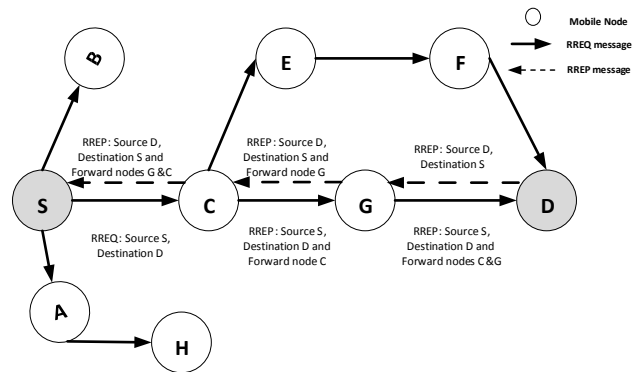 Mobile Node
RREQ message
RREP message
B
E
F
RREP: Source D,
Destination S and
Forward nodes G &C
RREP: Source D,
Destination S and
Forward node G
RREP: Source D,
Destination S
S
C
G
D
RREQ: Source S,
Destination D
RREP: Source S,
Destination D and
Forward node C
RREP: Source S,
Destination D and
Forward nodes C &G
A
H